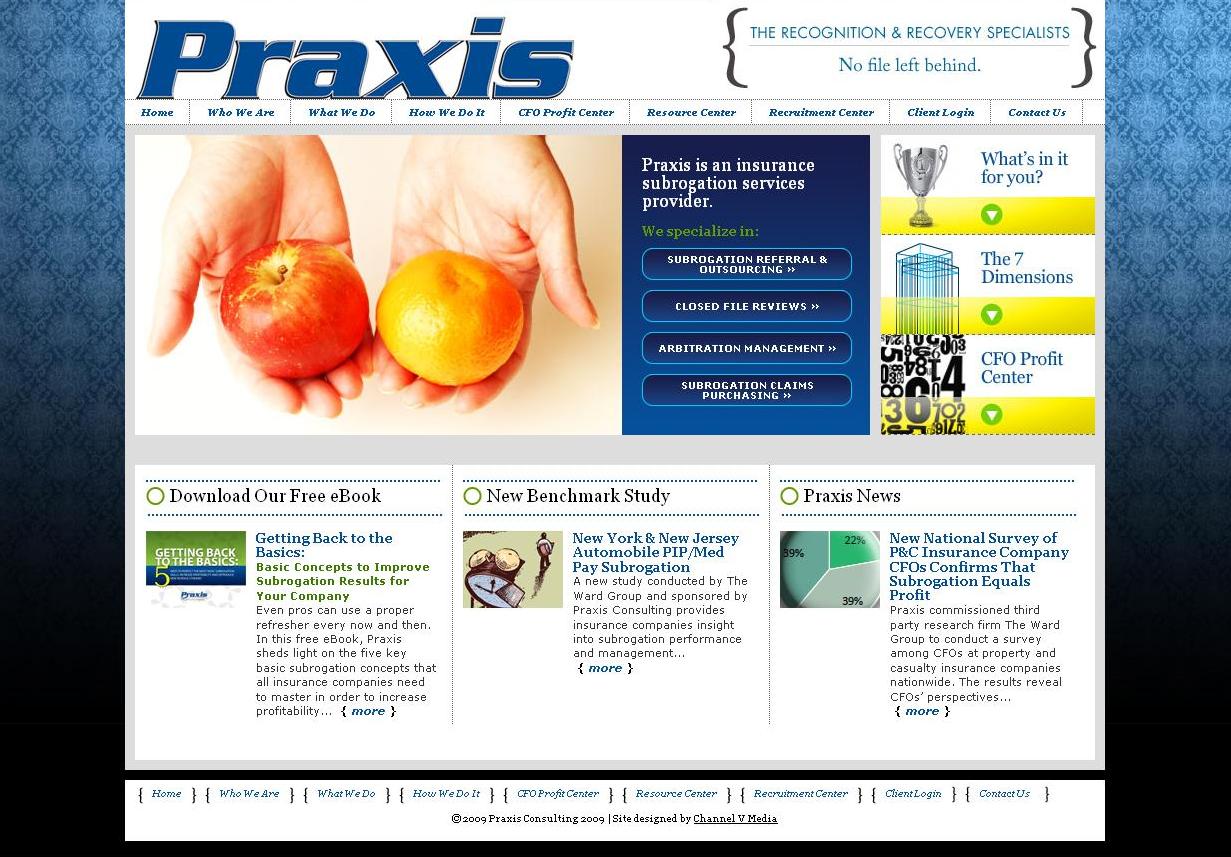 Praxis
THE RECOGNITION & RECOVERY SPECIALISTS
No file left behind.
Home
Who We Are
What We Do
How We Do It
CFO Profit Center
Resource Center
Recruitment Center
Client Login
Contact Us
Praxis is an insurance
subrogation services
provider.
We specialize in:
SUBROGATION REFERRAL &
OUTSOURCING ››
CLOSED FILE REVIEWS ››
ARBITRATION MANAGEMENT ››
SUBROGATION CLAIMS
PURCHASING ››
What's in it
for you?
The 7
Dimensions
CFO Profit
Center
Download Our Free eBook
GETTING BACK
TO THE BASICS:
5
Praxis
Getting Back to the
Basics:
Basic Concepts to Improve
Subrogation Results for
Your Company
Even pros can use a proper
refresher every now and then.
In this free eBook, Praxis
sheds light on the five key
basic subrogation concepts that
all insurance companies need
to master in order to increase
profitability... { more }
New Benchmark Study
New York & New Jersey
Automobile PIP/Med
Pay Subrogation
A new study conducted by The
Ward Group and sponsored by
Praxis Consulting provides
insurance companies insight
into subrogation performance
and management...
{ more }
Praxis News
39%
22%
39%
New National Survey of
P&C Insurance Company
CFOs Confirms That
Subrogation Equals
Profit
Praxis commissioned third
party research firm The Ward
Group to conduct a survey
among CFOs at property and
casualty insurance companies
nationwide. The results reveal
CFOs' perspectives...
{ more }
{ Home } { Who We Are } { What We Do } { How We Do It } { CFO Profit Center } { Resource Center } { Recruitment Center } { Client Login } { Contact Us }
©2009 Praxis Consulting 2009 | Site designed by Channel V Media